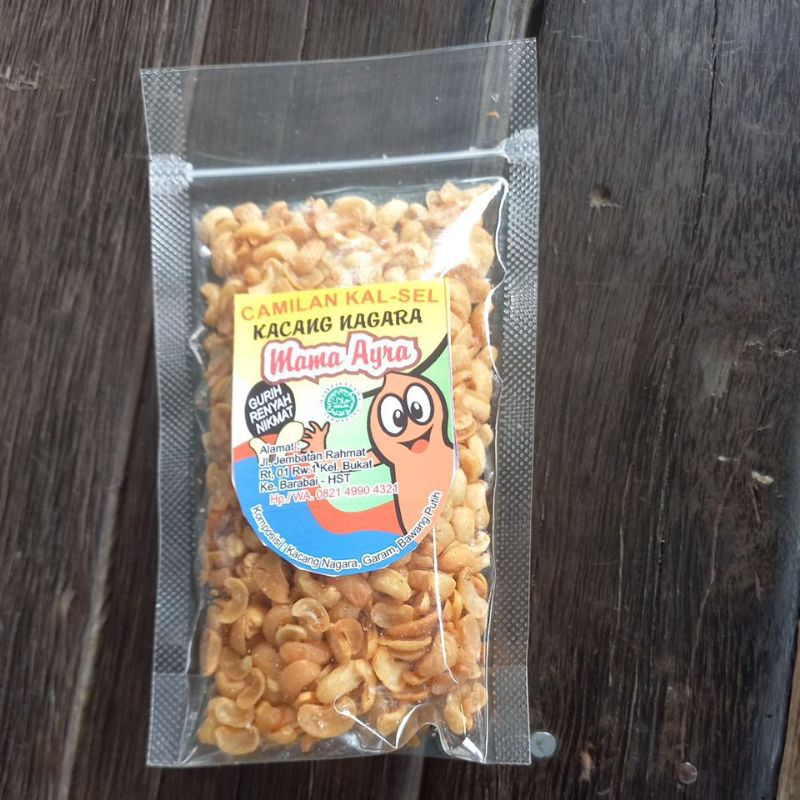 CAMILAN KAL-SEL
KACANG NAGARA
Mama Ayra
GURIH
RENYAH
NIKMAT
Alamat :
Jl. Jembatan Rahmat
Rt. 01 Rw.1 Kel. Bukat
Ke. Barabai - HST
Hp./ WA. 0821 4990 4321
Komposisi : Kacang Nagara, Garam, Bawang Putih